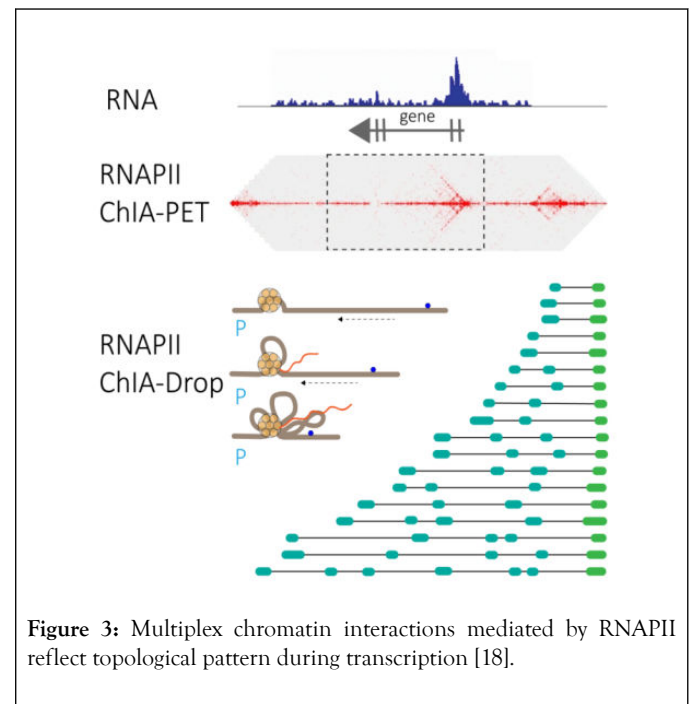 RNA
gene
RNAPII
ChIA-PET
RNAPII
ChIA-Drop
P
P
P
Figure 3: Multiplex chromatin interactions mediated by RNAPII
reflect topological pattern during transcription [18].